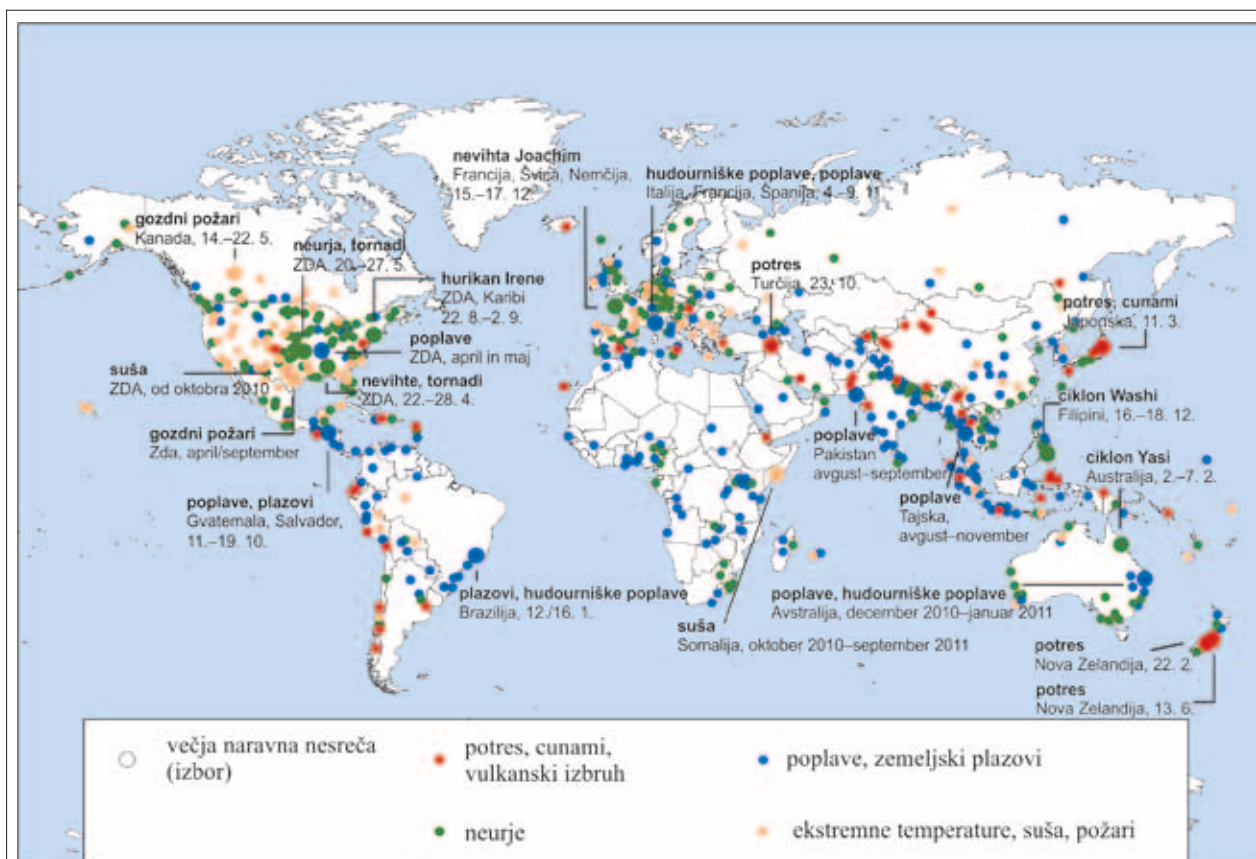 nevihta Joachim
Francija, Švica, Nemčija,
15.–17. 12.
hudourniške poplave, poplave
Italija, Francija, Španija, 4.–9. 11.
gozdni požari
Kanada, 14.–22. 5.
neurja, tornadi
ZDA, 20.–27. 5.
hurikan Irene
ZDA, Karibi
22. 8.–2. 9.
potres
Turčija, 23. 10.
potres, cunami
Japonska, 11. 3.
poplave
ZDA, april in maj
suša
ZDA, od oktobra 2010
nevihte, tornadi
ZDA, 22.–28. 4.
ciklon Washi
Filipini, 16.–18. 12.
gozdni požari
Zda, april/september
poplave
Pakistan
avgust–september
ciklon Yasi
Australija, 2.–7. 2.
poplave, plazovi
Gvatemala, Salvador,
11.–19. 10.
poplave
Tajska,
avgust–november
plazovi, hudourniške poplave
Brazilija, 12./16. 1.
poplave, hudourniške poplave
Avstralija, december 2010–januar 2011
suša
Somalija, oktober 2010–september 2011
potres
Nova Zelandija, 22. 2.
potres
Nova Zelandija, 13. 6.
večja naravna nesreča
(izbor)
potres, cunami,
vulkanski izbruh
poplave, zemeljski plazovi
neurje
ekstremne temperature, suša, požari